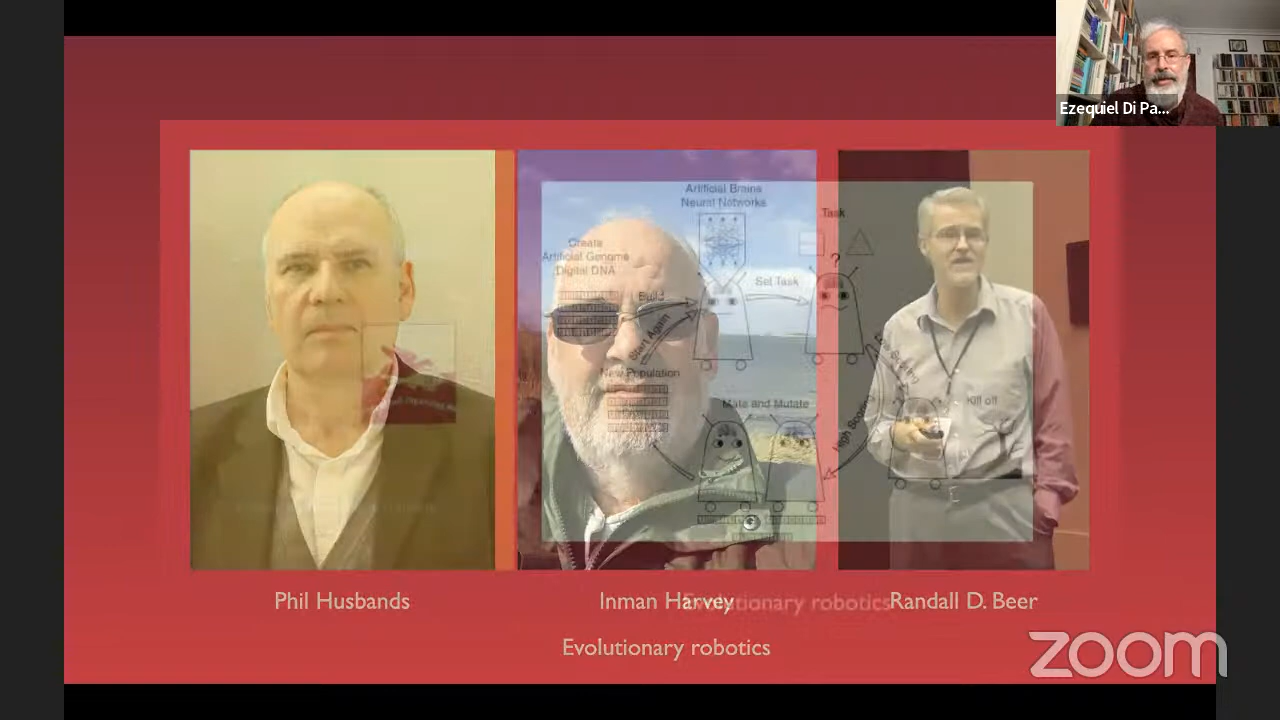 Ezequiel Di Pa...
Artificial Brains
Neural Networks
Task
Create
Artificial Genome
Digital DNA
?
Set Task
Build
Start Again
New Population
Mate and Mutate
Kill off
High Scoring
Phil Husbands
Inman Harvey
Evolutionary robotics
Randall D. Beer
Evolutionary robotics
zoom